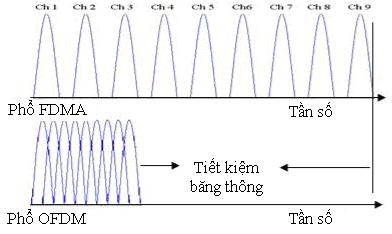 Ch 1 Ch 2 Ch 3 Ch 4 Ch 5 Ch6 Ch 7 Ch 8 Ch 9
Phổ FDMA Tần số
Tiết kiệm
băng thông
Phổ OFDM Tần số